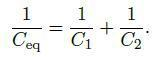 1/C_eq = 1/C_1 + 1/C_2.